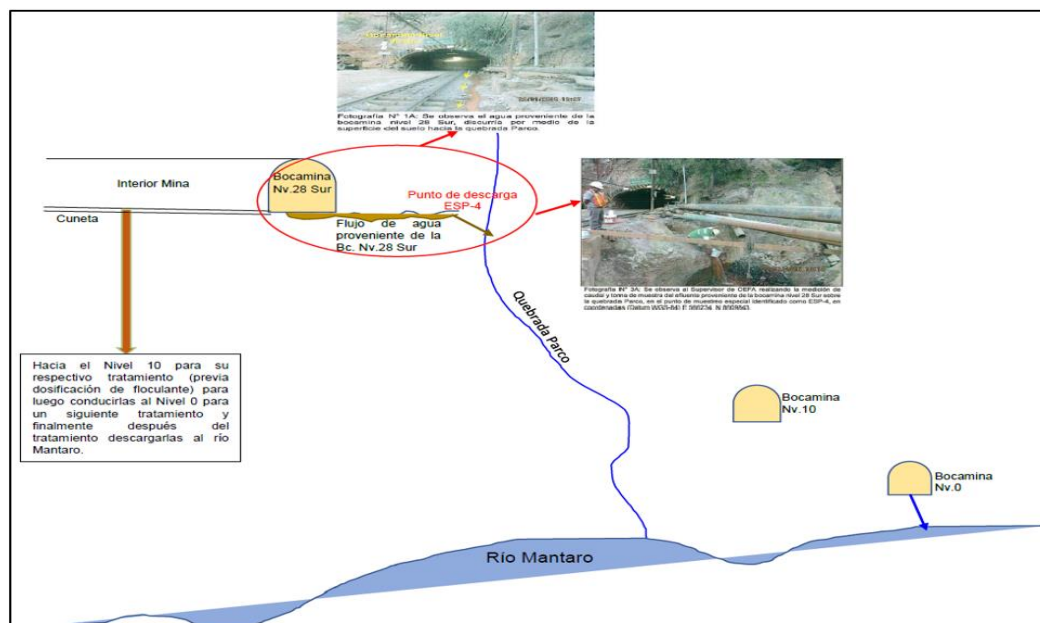 Fotografía N° 1A: Se observa el agua proveniente de la
bocamina nivel 28 Sur, discurría por medio de la
superficie del suelo hacia la quebrada Parco.
Interior Mina
Bocamina
Nv.28 Sur
Punto de descarga
ESP-4
Cuneta
Flujo de agua
proveniente de la
Bc. Nv.28 Sur
Fotografía N° 3A: Se observa al Supervisor de OEFA realizando la medición de
caudal y toma de muestra del efluente proveniente de la bocamina nivel 28 Sur sobre
la quebrada Parco, en el punto de muestreo especial identificado como ESP-4, en
coordenadas (Datum WGS-84) E
Quebrada Parco
Hacia el Nivel 10 para su
respectivo tratamiento (previa
dosificación de floculante) para
luego conducirlas al Nivel 0 para
un siguiente tratamiento y
finalmente después del
tratamiento descargarlas al río
Mantaro.
Bocamina
Nv.10
Bocamina
Nv.0
Río Mantaro